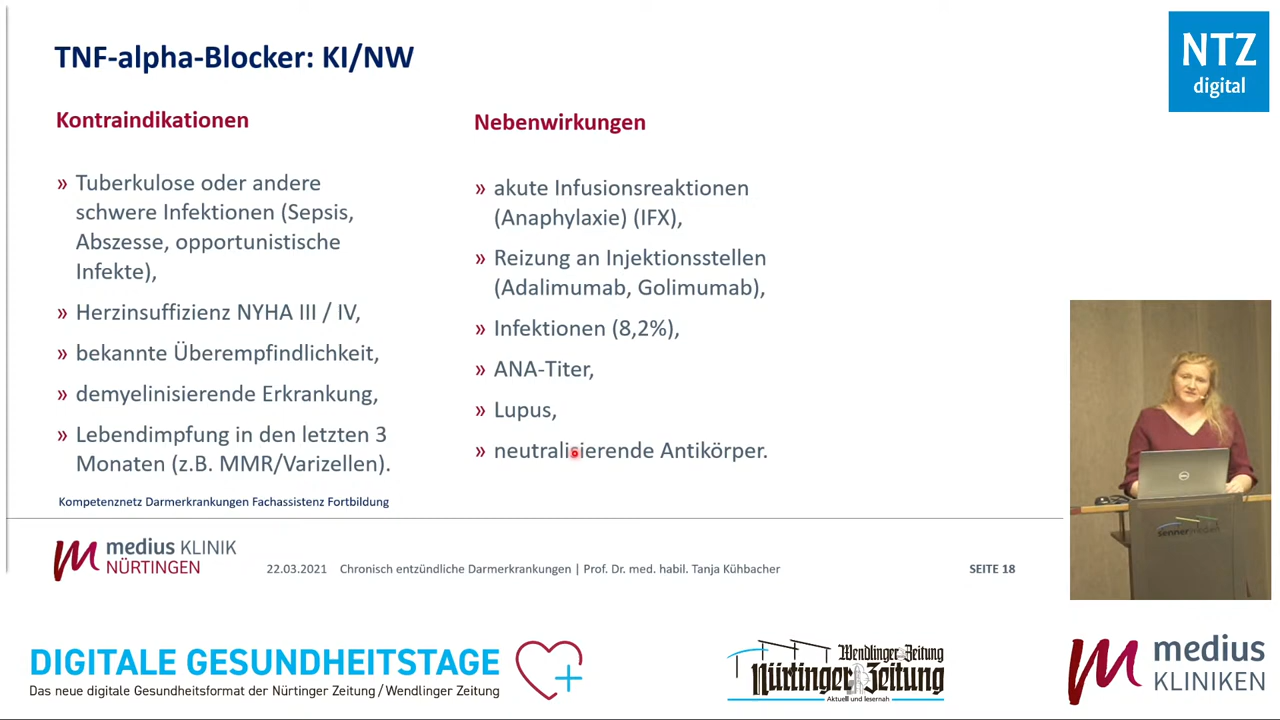 TNF-alpha-Blocker: KI/NW
NTZ
digital
Kontraindikationen
» Tuberkulose oder andere
schwere Infektionen (Sepsis,
Abszesse, opportunistische
Infekte),
» Herzinsuffizienz NYHA III / IV,
» bekannte Überempfindlichkeit,
» demyelinisierende Erkrankung,
» Lebendimpfung in den letzten 3
Monaten (z.B. MMR/Varizellen).
Nebenwirkungen
» akute Infusionsreaktionen
(Anaphylaxie) (IFX),
» Reizung an Injektionsstellen
(Adalimumab, Golimumab),
» Infektionen (8,2%),
» ANA-Titer,
» Lupus,
» neutralisierende Antikörper.
Kompetenznetz Darmerkrankungen Fachassistenz Fortbildung
medius KLINIK
NÜRTINGEN
22.03.2021 Chronisch entzündliche Darmerkrankungen | Prof. Dr. med. habil. Tanja Kühbacher
SEITE 18
DIGITALE GESUNDHEITSTAGE
Das neue digitale Gesundheitsformat der Nürtinger Zeitung / Wendlinger Zeitung
Wendlinger Zeitung
Nürtinger Zeitung
Aktuell und lesernah
medius
KLINIKEN